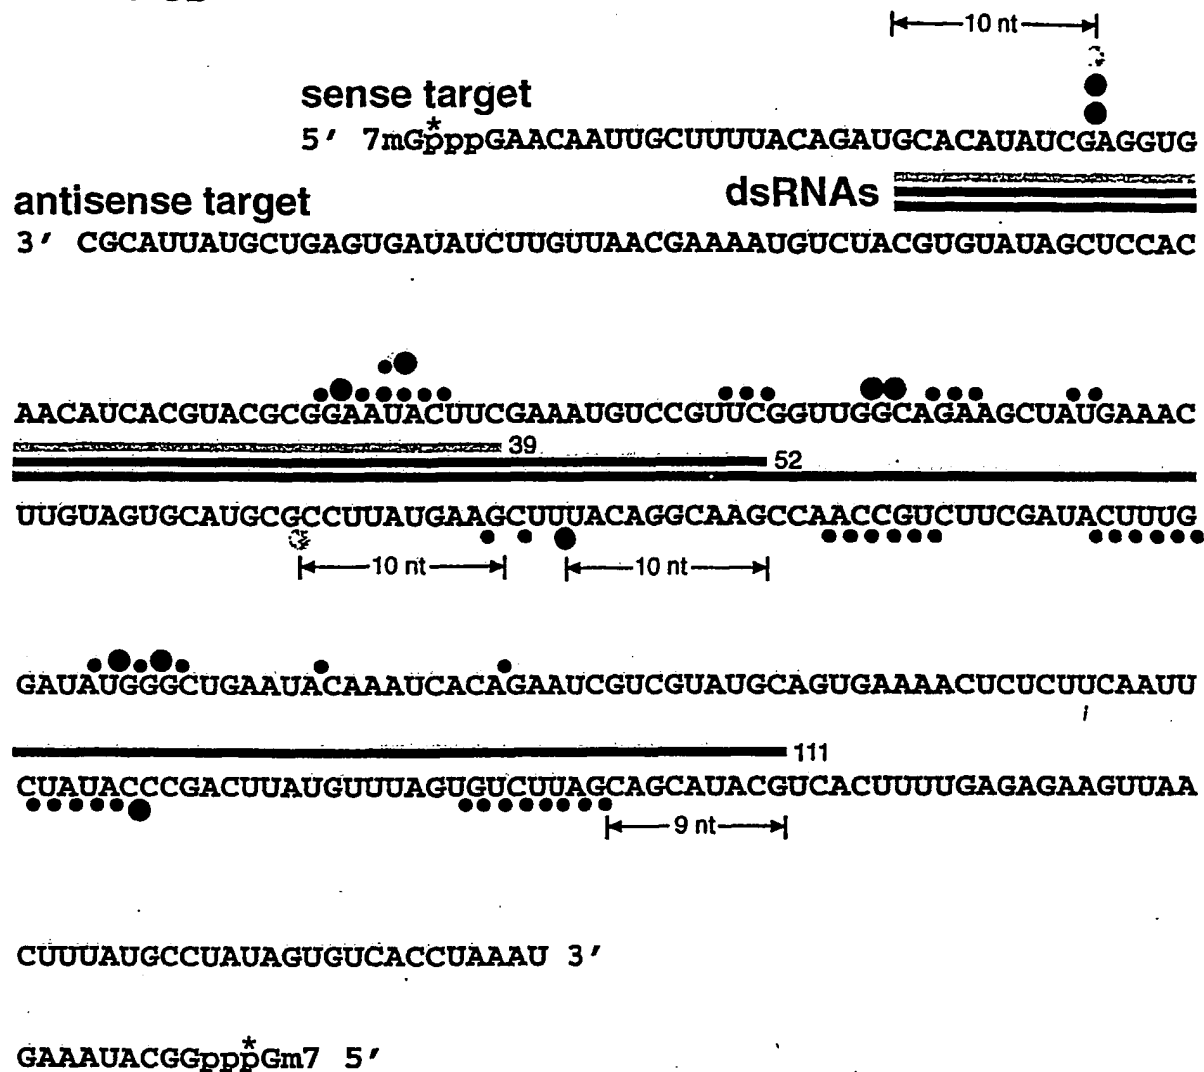 10 nt
sense target
*
5′ 7mGpppGAACAAUUGCUUUUACAGAUGCACAUAUCGAGGUG
dsRNAs
antisense target
3′ CGCAUUAUGCUGAGUGAUAUCUUGUUAACGAAAAUGUCUACGUGUAUAGCUCCAC
AACAUCACGUACGCGGAAUACUUCGAAAUGUCCGUUCGGUUGGCAGAAGCUAUGAAAC
39
52
UUGUAGUGCAUGCGCCUUAUGAAGCUUUACAGGCAAGCCAACCGUCUUCGAUACUUUG
10 nt 10 nt
GAUAUGGGCUGAAUACAAAUCACAGAAUCGUCGUAUGCAGUGAAAACUCUCUUCAAUU
111
CUAUACCCGACUUAUGUUUAGUGUCUUAGCAGCAUACGUCACUUUUGAGAGAAGUUAA
9 nt
CUUUAUGCCUAUAGUGUCACCUAAAU 3′
*
GAAAUACGGpppGm7 5′